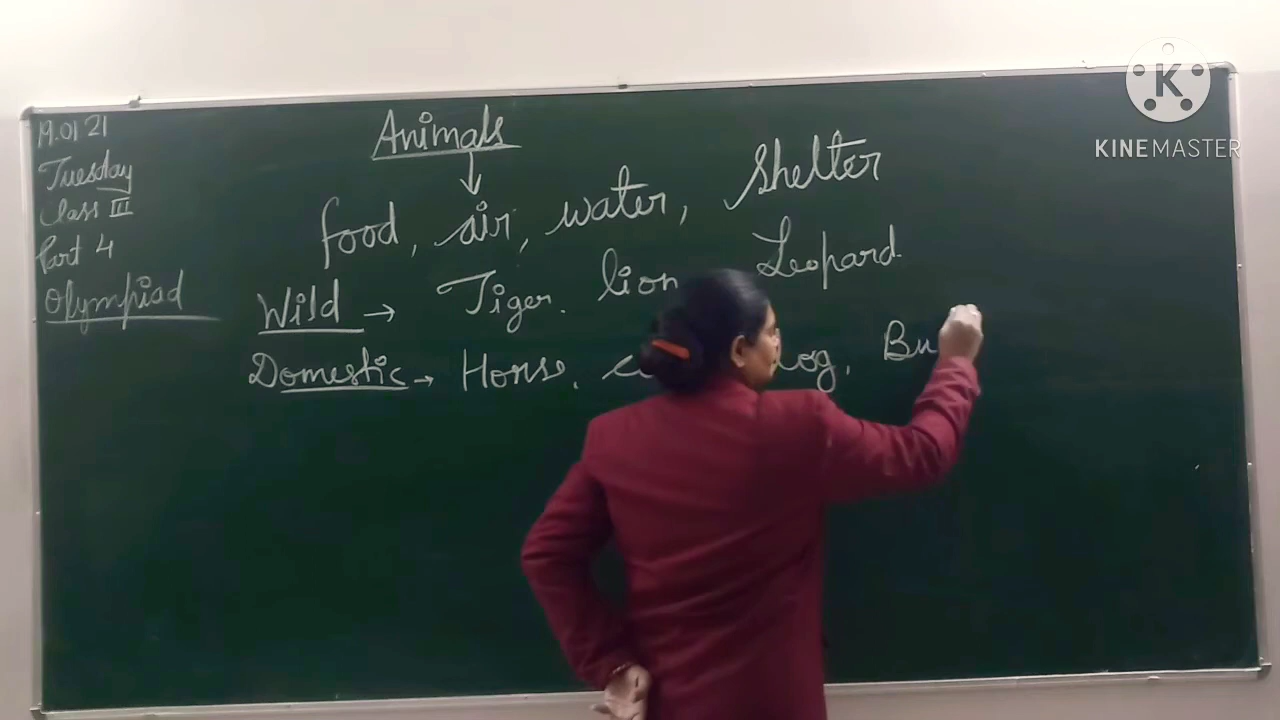 19.01 21
Tuesday
Class III
Part 4
Olympiad
Animals
food, air, water, shelter
Wild → Tiger. lion Leopard
Domestic → Horse, Bu
KINEMASTER